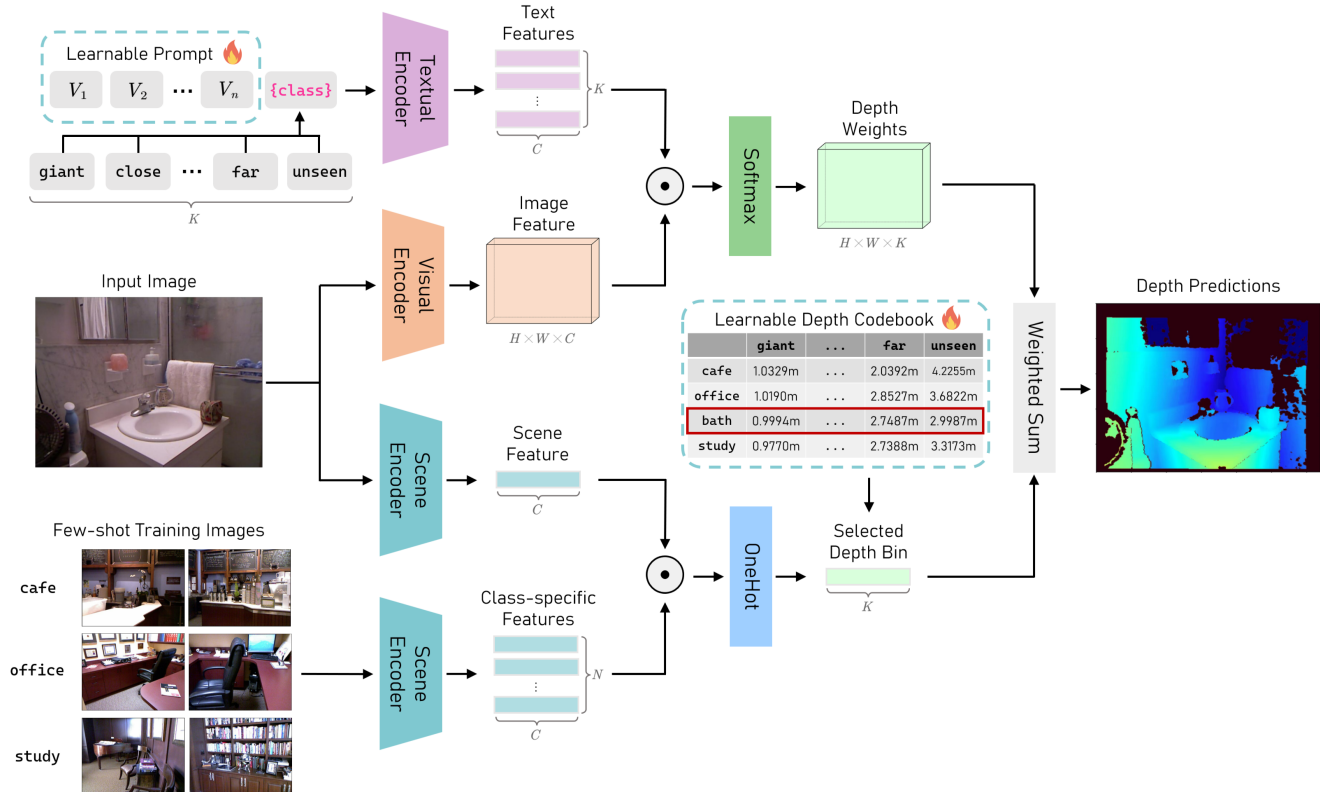 Learnable Prompt
V_1 V_2 ... V_n {class}
giant close ... far unseen
K
Textual
Encoder
Text
Features
⋮
K
C
Input Image
Visual
Encoder
Image
Feature
H×W×C
Softmax
Depth
Weights
H×W×K
Scene
Encoder
Scene
Feature
C
Few-shot Training Images
cafe
office
study
Scene
Encoder
Class-specific
Features
⋮
N
C
Learnable Depth Codebook
giant ... far unseen
cafe 1.0329m ... 2.0392m 4.2255m
office 1.0190m ... 2.8527m 3.6822m
bath 0.9994m ... 2.7487m 2.9987m
study 0.9770m ... 2.7388m 3.3173m
OneHot
Selected
Depth Bin
K
Weighted Sum
Depth Predictions